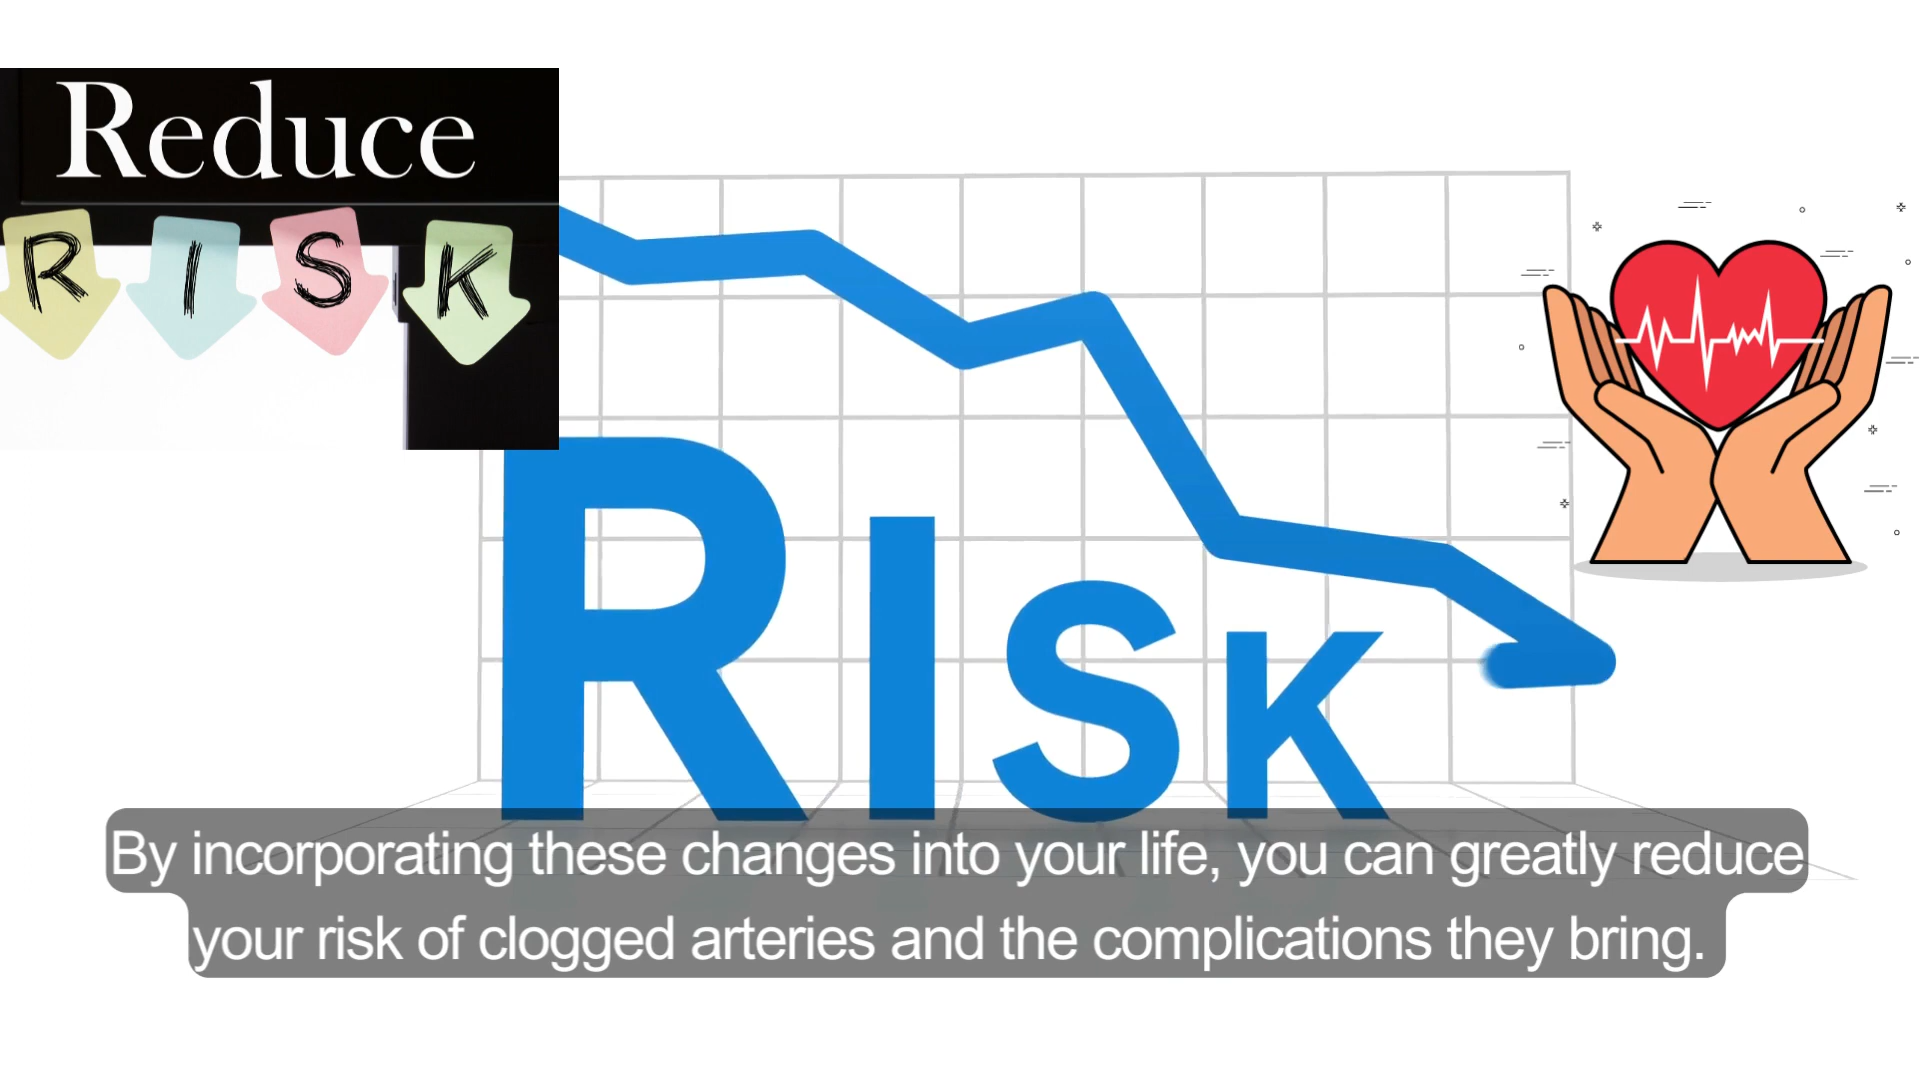 Reduce
RISK
RISK
By incorporating these changes into your life, you can greatly reduce
your risk of clogged arteries and the complications they bring.